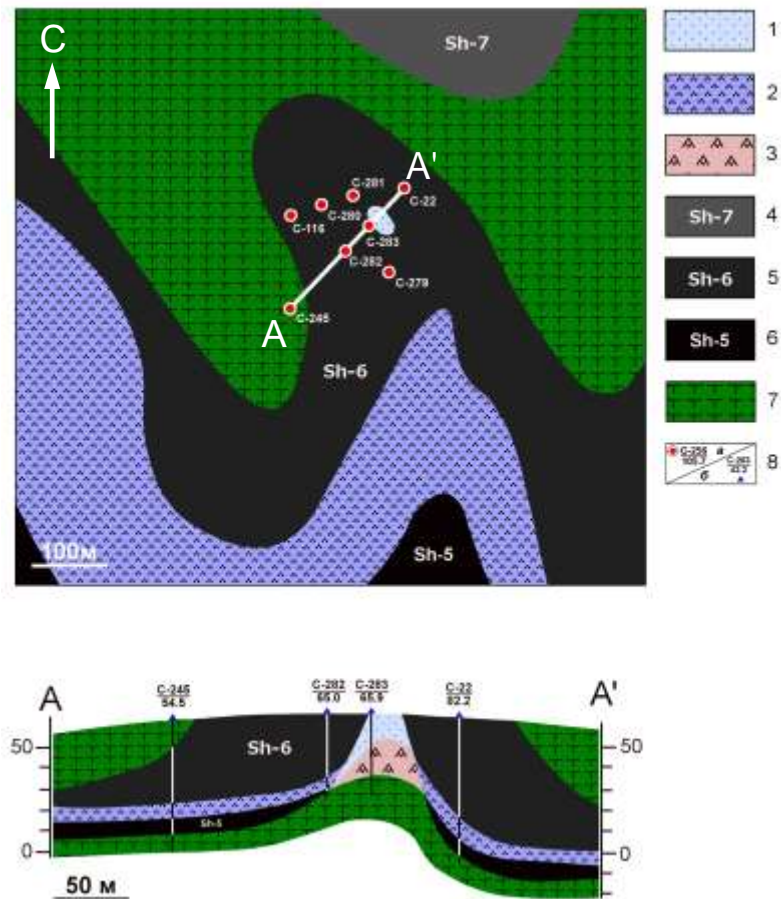 С
Sh-7
A'
C-281
C-22
C-280
C-116
C-283
C-282
C-279
A
C-245
Sh-6
100м
Sh-5
1
2
3
Sh-7 4
Sh-6 5
Sh-5 6
7
а
б
8
A
C-245
54.5
C-282
65.0
C-283
65.9
C-22
82.2
A'
50
Sh-6
50
Sh-5
0
0
50 м